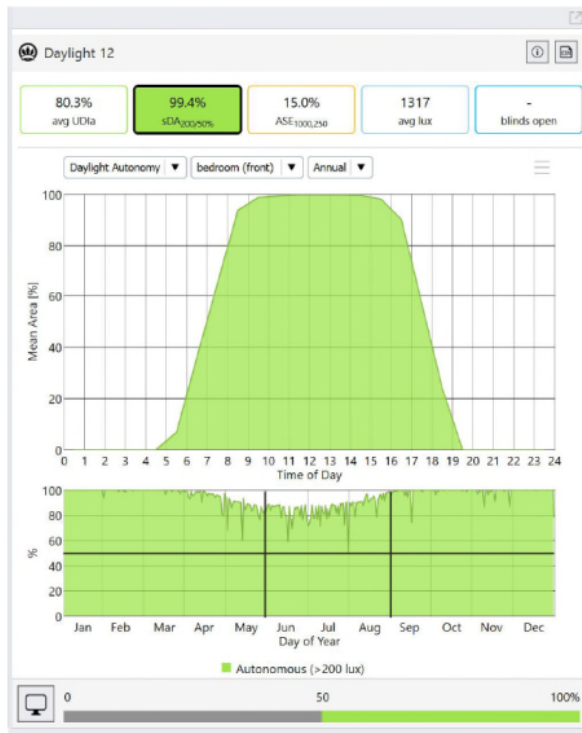 Daylight 12
80.3% 99.4% 15.0% 1317 -
avg UDIa sDA200/50% ASE1000,250 avg lux blinds open
Daylight Autonomy ▼ bedroom (front) ▼ Annual ▼
100
80
60
40
20
0
Mean Area [%]
0 1 2 3 4 5 6 7 8 9 10 11 12 13 14 15 16 17 18 19 20 21 22 23 24
Time of Day
100
80
60
40
20
0
%
Jan Feb Mar Apr May Jun Jul Aug Sep Oct Nov Dec
Day of Year
Autonomous (>200 lux)
0 50 100%